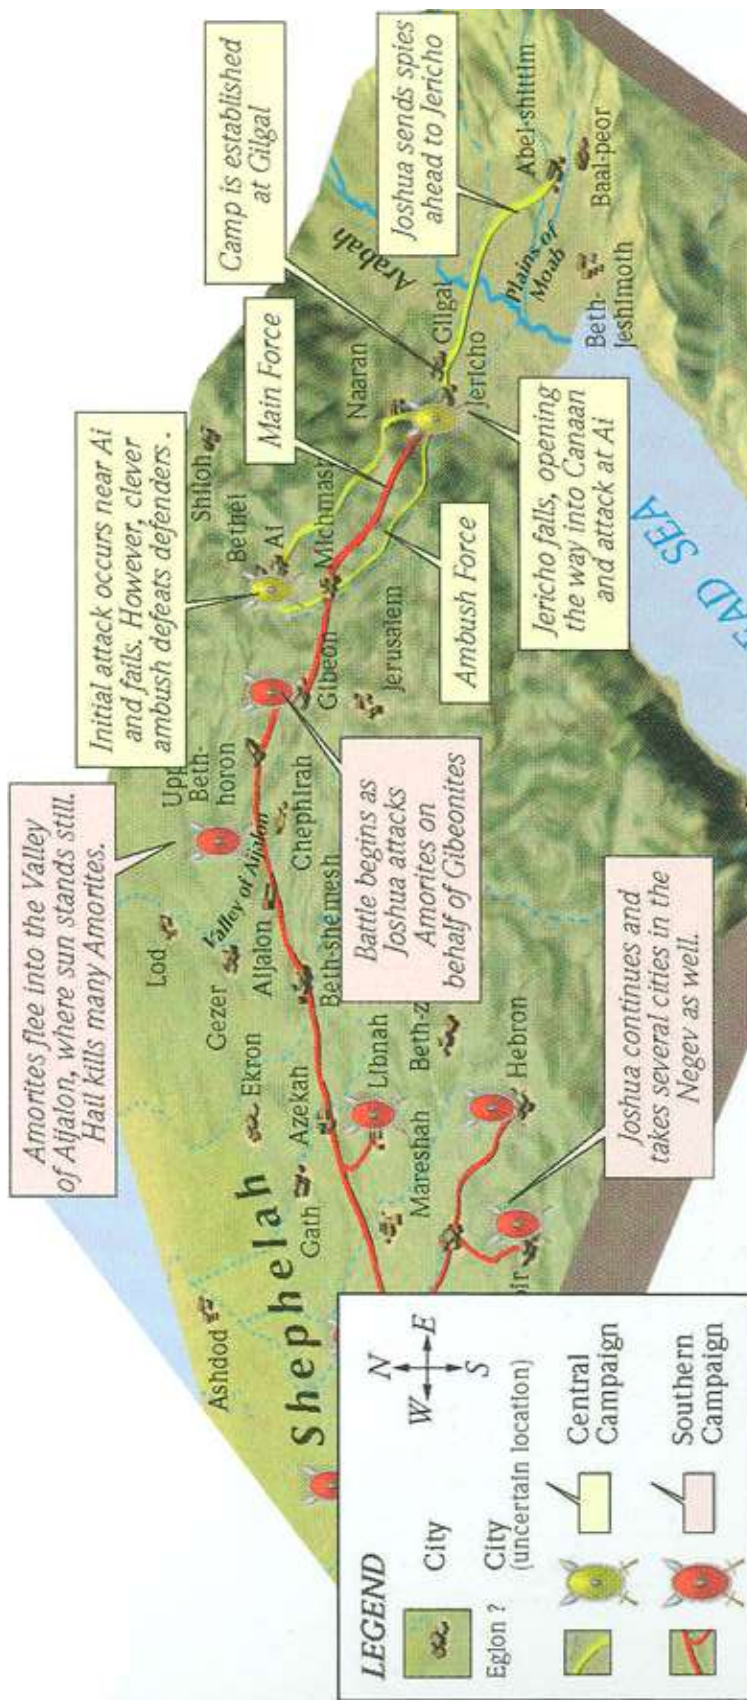 Amorites flee into the Valley
of Aijalon, where sun stands still.
Hail kills many Amorites.
Initial attack occurs near Ai
and fails. However, clever
ambush defeats defenders.
Camp is established
at Gilgal
Main Force
Joshua sends spies
ahead to Jericho
Lod
Beth-
horon
Shiloh
Bethel
Ai
Michmash
Naaran
Arabah
Gilgal
Jericho
Abel-shittim
Baal-peor
Plains of
Moab
Beth-
Jeshimoth
Ashdod
Shephelah
Gath
Ekron
Gezer
Valley of Aijalon
Aijalon
Chephirah
Gibeon
Jerusalem
Azekah
Beth-shemesh
Libnah
Mareshah
Hebron
Battle begins as
Joshua attacks
Amorites on
behalf of Gibeonites
Ambush Force
Jericho falls, opening
the way into Canaan
and attack at Ai
Joshua continues and
takes several cities in the
Negev as well.
EAD SEA
LEGEND
City
Eglon ?
City
(uncertain location)
N
W
E
S
Central
Campaign
Southern
Campaign